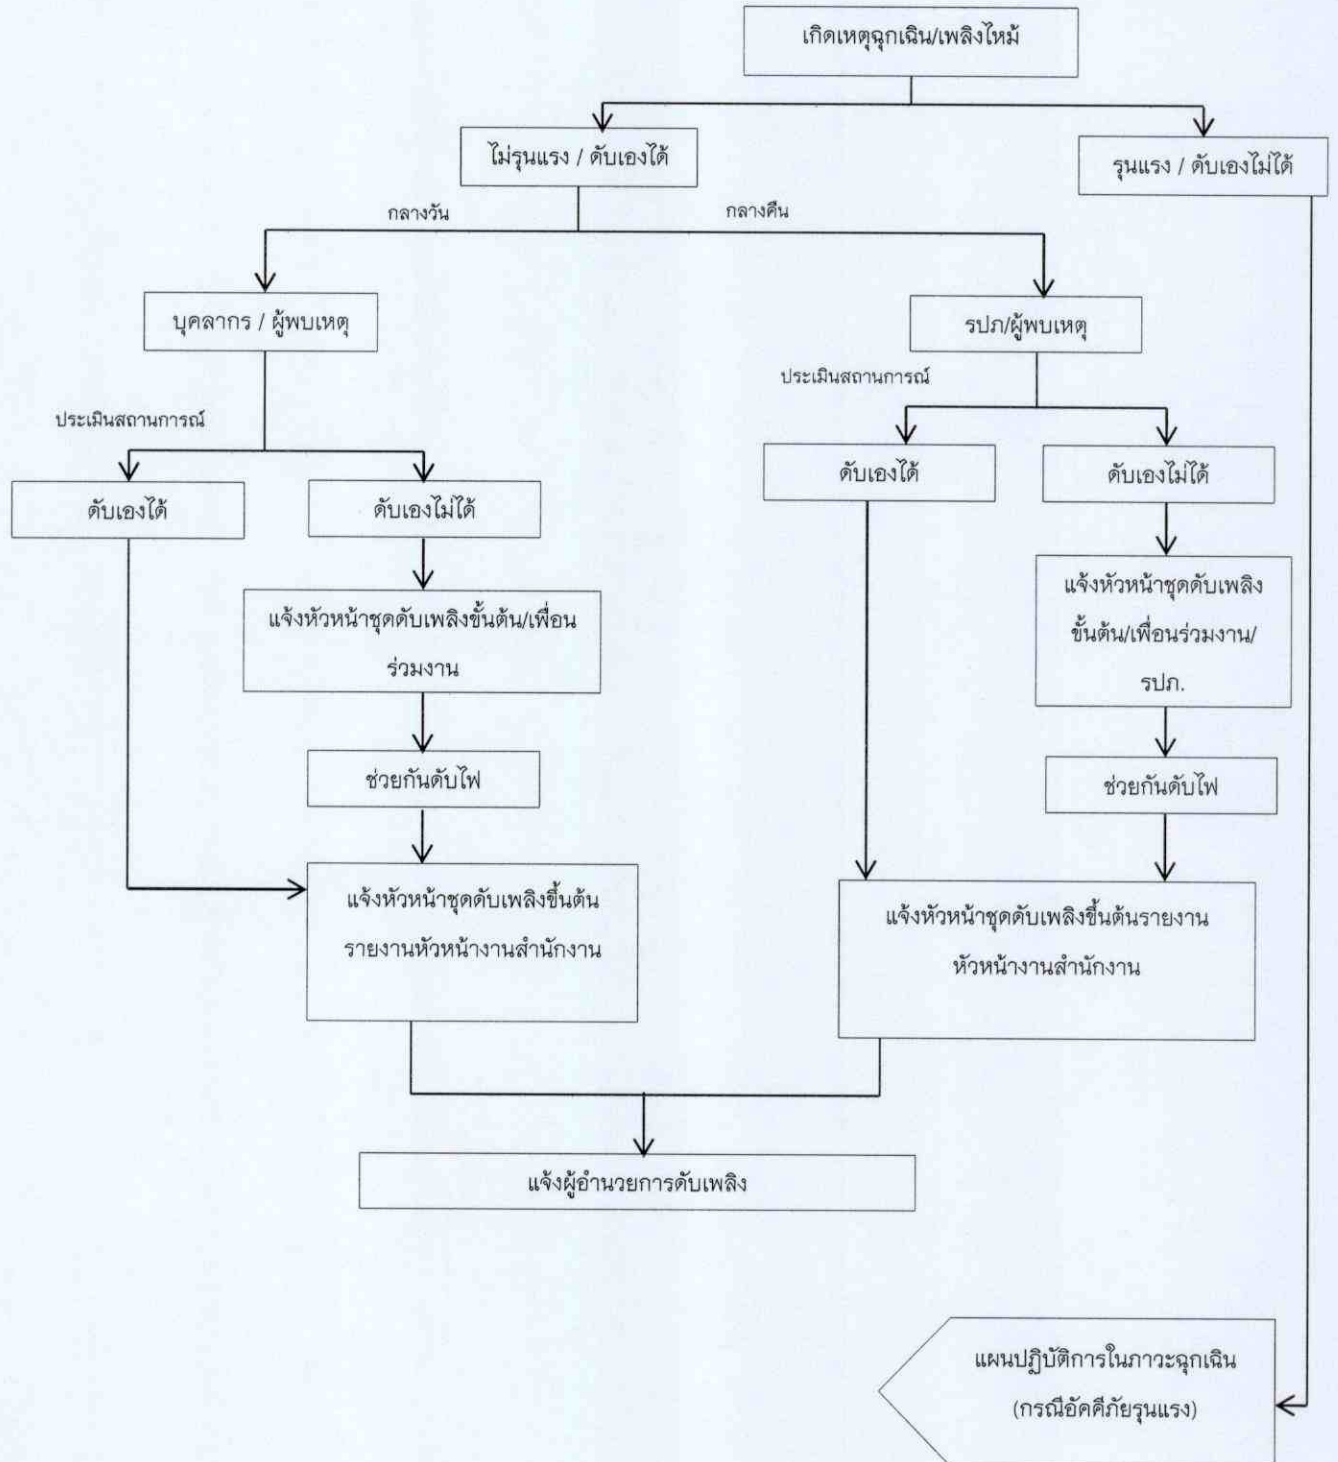 เกิดเหตุฉุกเฉิน/เพลิงไหม้
ไม่รุนแรง / ดับเองได้
รุนแรง / ดับเองไม่ได้
กลางวัน
กลางคืน
บุคลากร / ผู้พบเหตุ
รปภ/ผู้พบเหตุ
ประเมินสถานการณ์
ประเมินสถานการณ์
ดับเองได้
ดับเองไม่ได้
ดับเองได้
ดับเองไม่ได้
แจ้งหัวหน้าชุดดับเพลิงขั้นต้น/เพื่อน
ร่วมงาน
แจ้งหัวหน้าชุดดับเพลิง
ขั้นต้น/เพื่อนร่วมงาน/
รปภ.
ช่วยกันดับไฟ
ช่วยกันดับไฟ
แจ้งหัวหน้าชุดดับเพลิงขึ้นต้น
รายงานหัวหน้างานสำนักงาน
แจ้งหัวหน้าชุดดับเพลิงขึ้นต้นรายงาน
หัวหน้างานสำนักงาน
แจ้งผู้อำนวยการดับเพลิง
แผนปฏิบัติการในภาวะฉุกเฉิน
(กรณีอัคคีภัยรุนแรง)